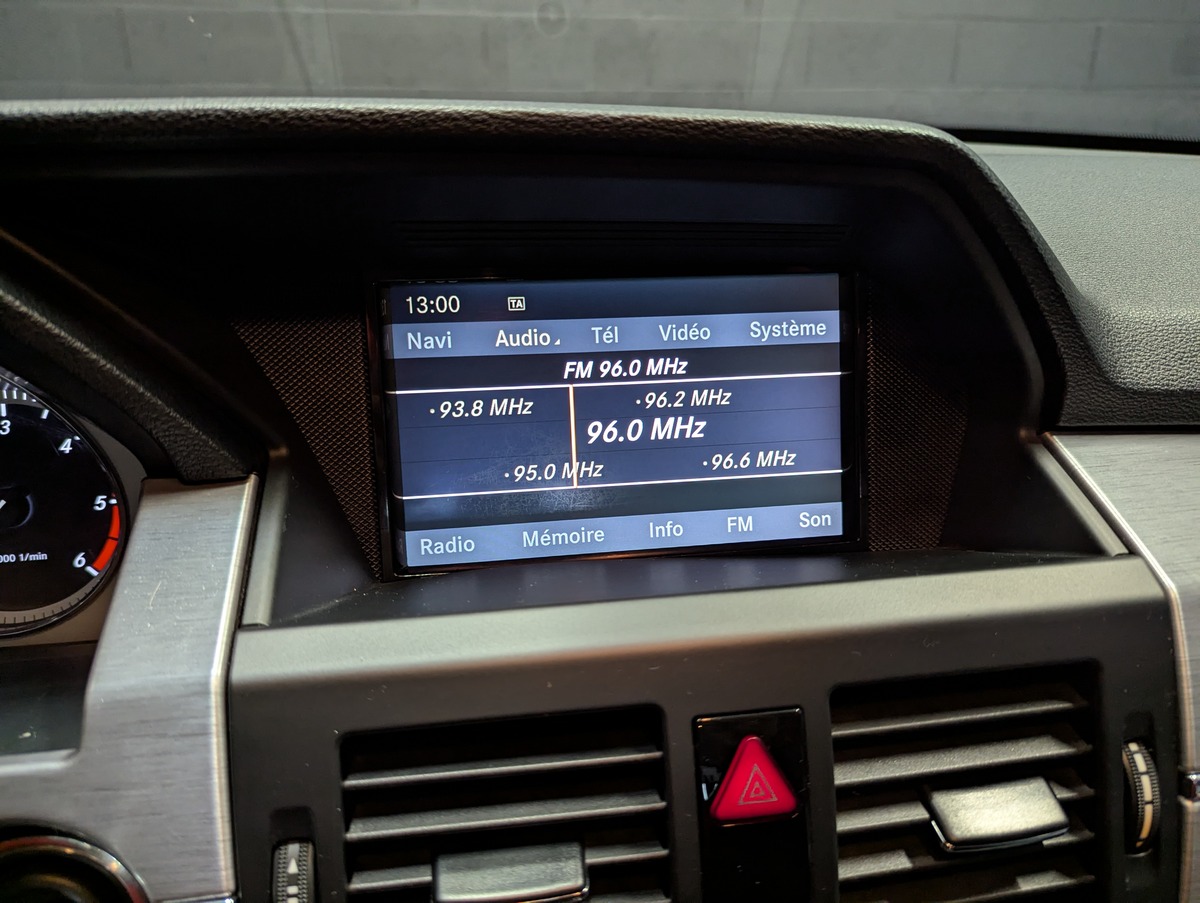 13:00 TA
Navi Audio Tél Vidéo Système
FM 96.0 MHz
93.8 MHz 96.2 MHz
96.0 MHz
95.0 MHz 96.6 MHz
Radio Mémoire Info FM Son
3
4
5
6
000 1/min